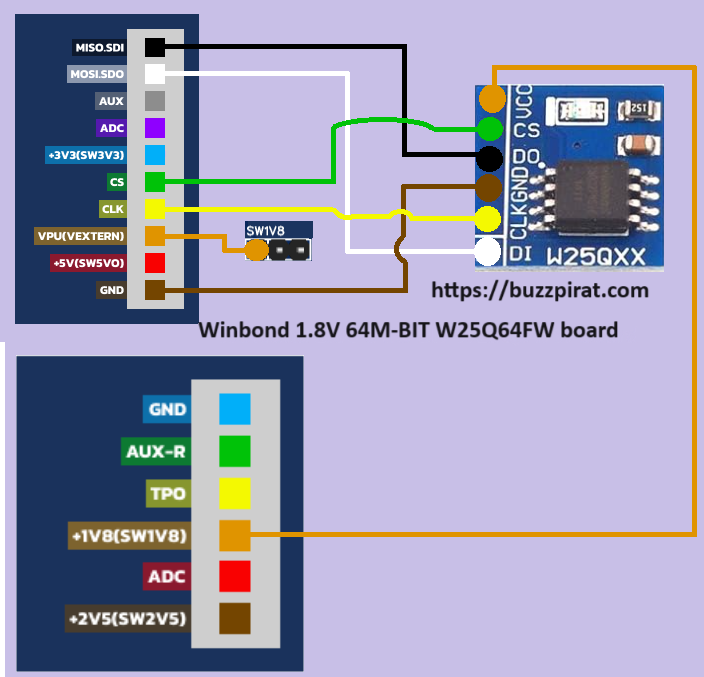 MISO.SDI
MOSI.SDO
AUX
ADC
+3V3(SW3V3)
CS
CLK
VPU(VEXTERN)
+5V(SW5VO)
GND
SW1V8
VCC
CS
DO
GND
CLK
DI
W25QXX
https://buzzpirat.com
Winbond 1.8V 64M-BIT W25Q64FW board
GND
AUX-R
TPO
+1V8(SW1V8)
ADC
+2V5(SW2V5)